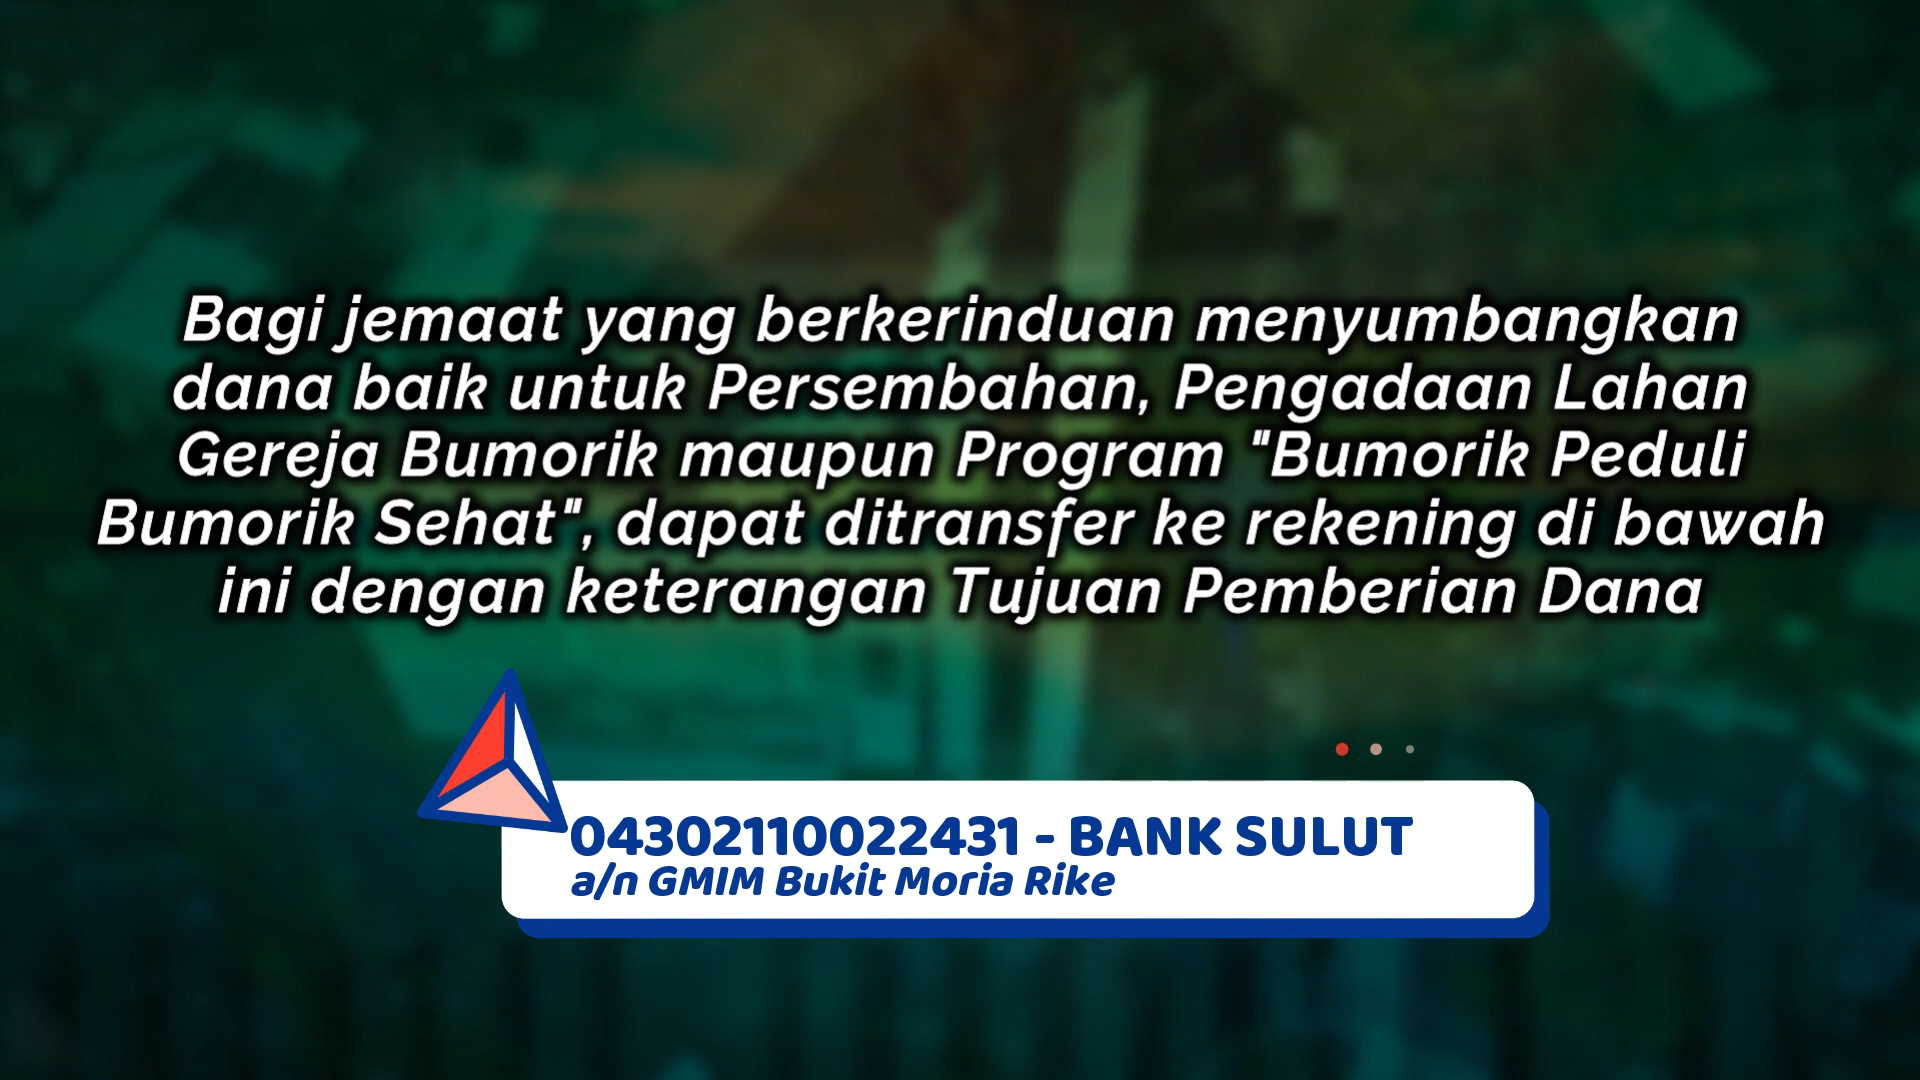 Bagi jemaat yang berkerinduan menyumbangkan
dana baik untuk Persembahan, Pengadaan Lahan
Gereja Bumorik maupun Program "Bumorik Peduli
Bumorik Sehat", dapat ditransfer ke rekening di bawah
ini dengan keterangan Tujuan Pemberian Dana
04302110022431 - BANK SULUT
a/n GMIM Bukit Moria Rike